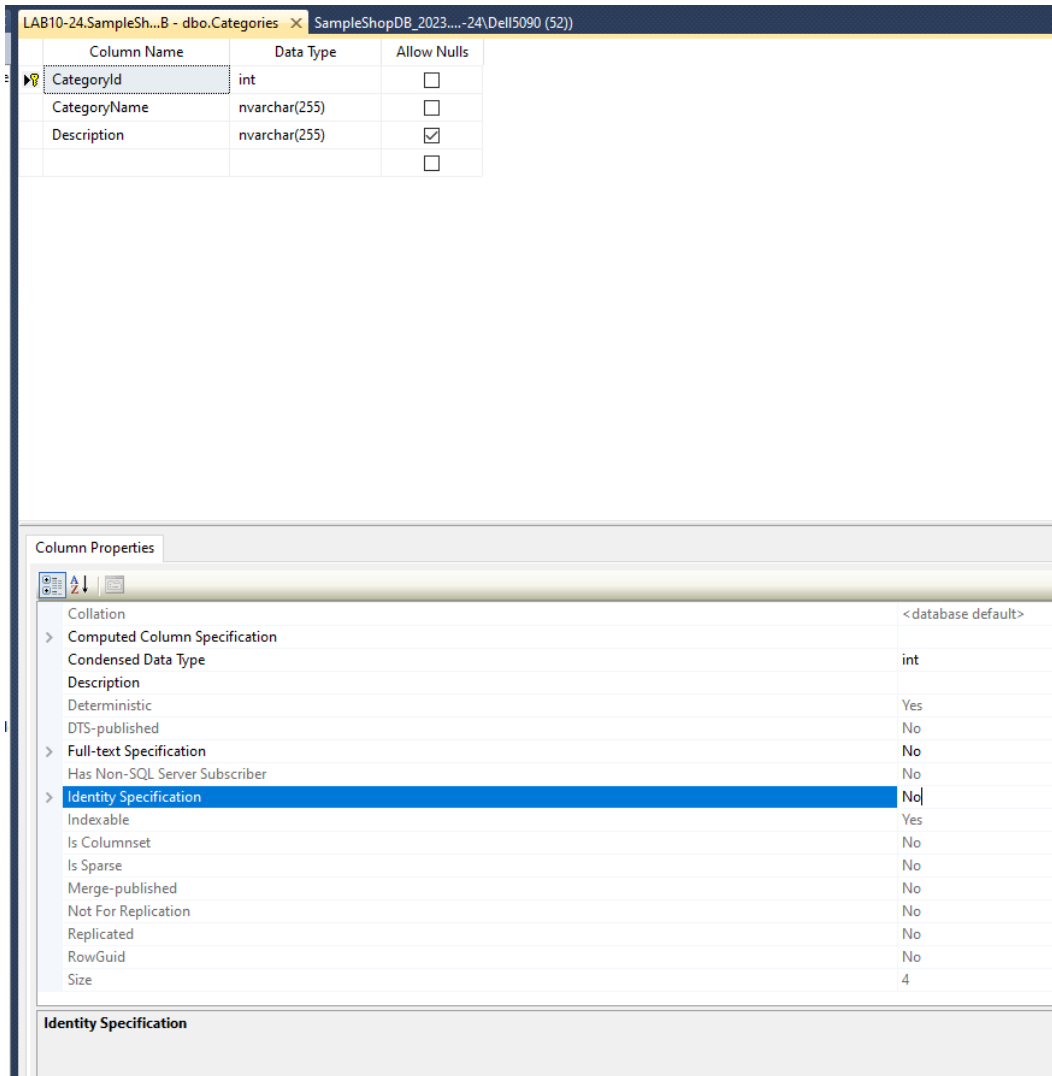 LAB10-24.SampleSh...B - dbo.Categories SampleShopDB_2023....-24\Dell5090 (52))
Column Name Data Type Allow Nulls
CategoryId int
CategoryName nvarchar(255)
Description nvarchar(255)
Column Properties
Collation <database default>
Computed Column Specification
Condensed Data Type int
Description
Deterministic Yes
DTS-published No
Full-text Specification No
Has Non-SQL Server Subscriber No
Identity Specification No
Indexable Yes
Is Columnset No
Is Sparse No
Merge-published No
Not For Replication No
Replicated No
RowGuid No
Size 4
Identity Specification